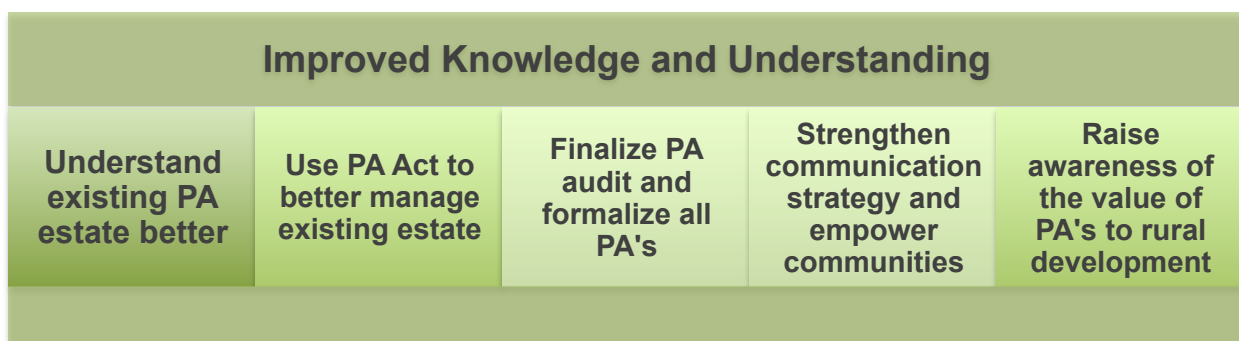 Improved Knowledge and Understanding
Understand
existing PA
estate better
Use PA Act to
better manage
existing estate
Finalize PA
audit and
formalize all
PA's
Strengthen
communication
strategy and
empower
communities
Raise
awareness of
the value of
PA's to rural
development